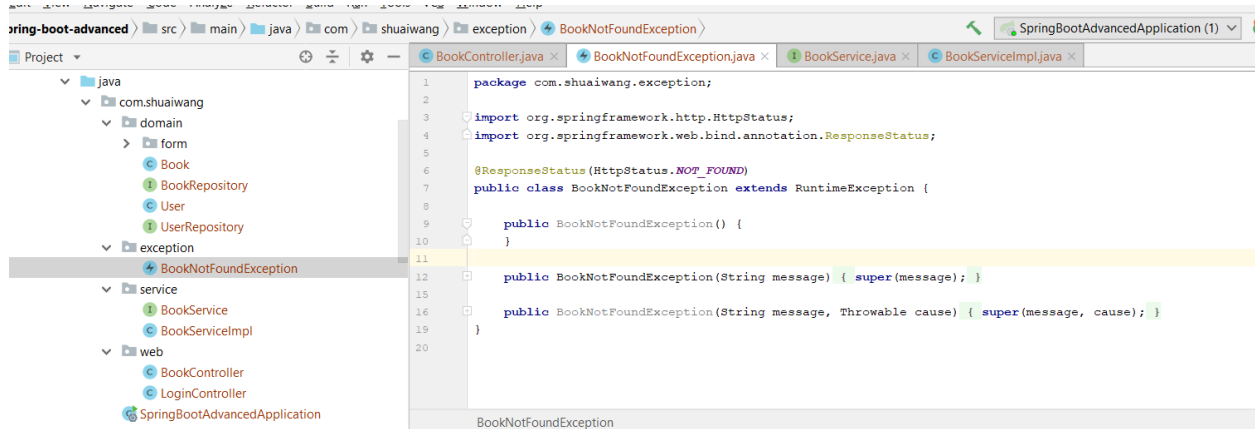 pring-boot-advanced src main java com shuaiwang exception BookNotFoundException SpringBootAdvancedApplication (1)
Project
BookController.java × BookNotFoundException.java × BookService.java × BookServiceImpl.java ×
java
com.shuaiwang
domain
form
Book
BookRepository
User
UserRepository
exception
BookNotFoundException
service
BookService
BookServiceImpl
web
BookController
LoginController
SpringBootAdvancedApplication
1 package com.shuaiwang.exception;
2
3 import org.springframework.http.HttpStatus;
4 import org.springframework.web.bind.annotation.ResponseStatus;
5
6 @ResponseStatus(HttpStatus.NOT_FOUND)
7 public class BookNotFoundException extends RuntimeException {
8
9 public BookNotFoundException() {
10 }
11
12 public BookNotFoundException(String message) { super(message); }
15
16 public BookNotFoundException(String message, Throwable cause) { super(message, cause); }
19 }
20
BookNotFoundException